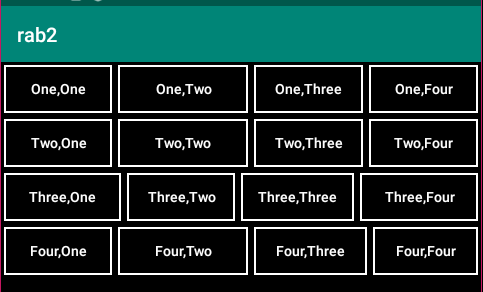 rab2
One,One One,Two One,Three One,Four
Two,One Two,Two Two,Three Two,Four
Three,One Three,Two Three,Three Three,Four
Four,One Four,Two Four,Three Four,Four